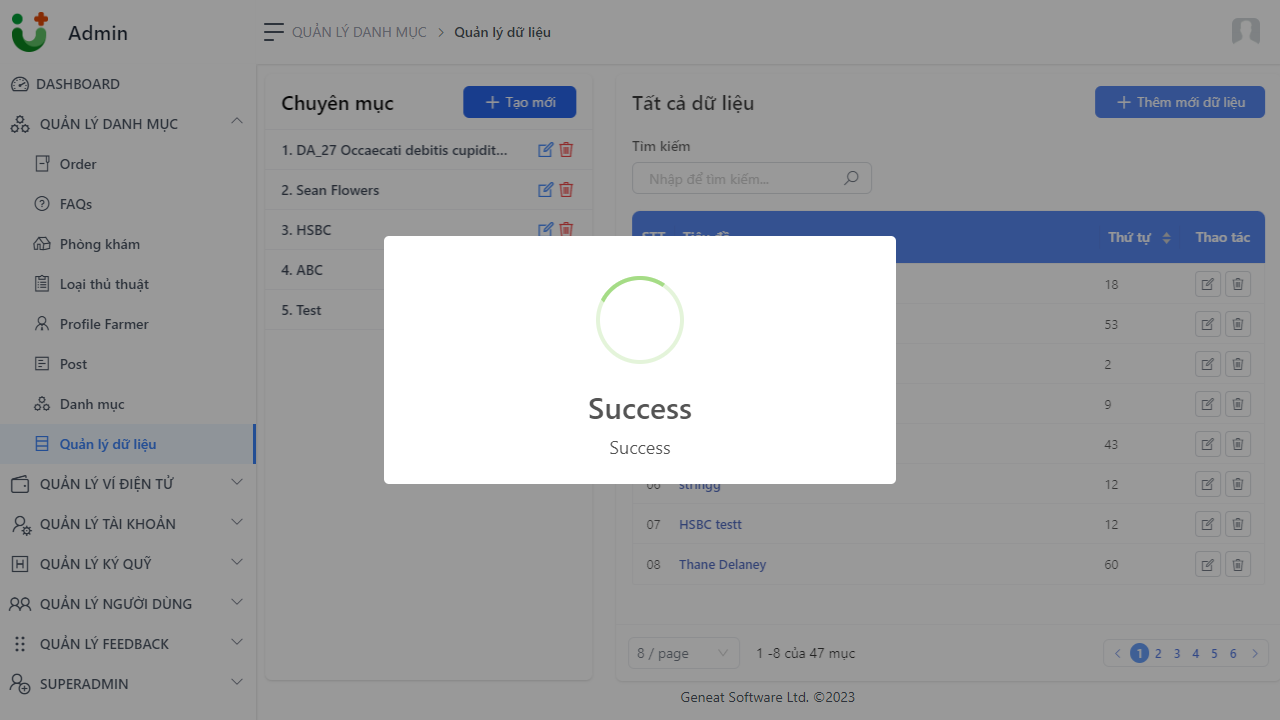 Admin
QUẢN LÝ DANH MỤC > Quản lý dữ liệu
DASHBOARD
QUẢN LÝ DANH MỤC
Order
FAQs
Phòng khám
Loại thủ thuật
Profile Farmer
Post
Danh mục
Quản lý dữ liệu
QUẢN LÝ VÍ ĐIỆN TỬ
QUẢN LÝ TÀI KHOẢN
QUẢN LÝ KÝ QUỸ
QUẢN LÝ NGƯỜI DÙNG
QUẢN LÝ FEEDBACK
SUPERADMIN
Chuyên mục
Tạo mới
1. DA_27 Occaecati debitis cupidit...
2. Sean Flowers
3. HSBC
4. ABC
5. Test
Tất cả dữ liệu
Thêm mới dữ liệu
Tìm kiếm
Nhập để tìm kiếm...
STT Tiêu đề Thứ tự Thao tác
18
53
2
9
43
06 stringg 12
07 HSBC testt 12
08 Thane Delaney 60
8 / page 1 -8 của 47 mục
1 2 3 4 5 6
Success
Success
Geneat Software Ltd. ©2023